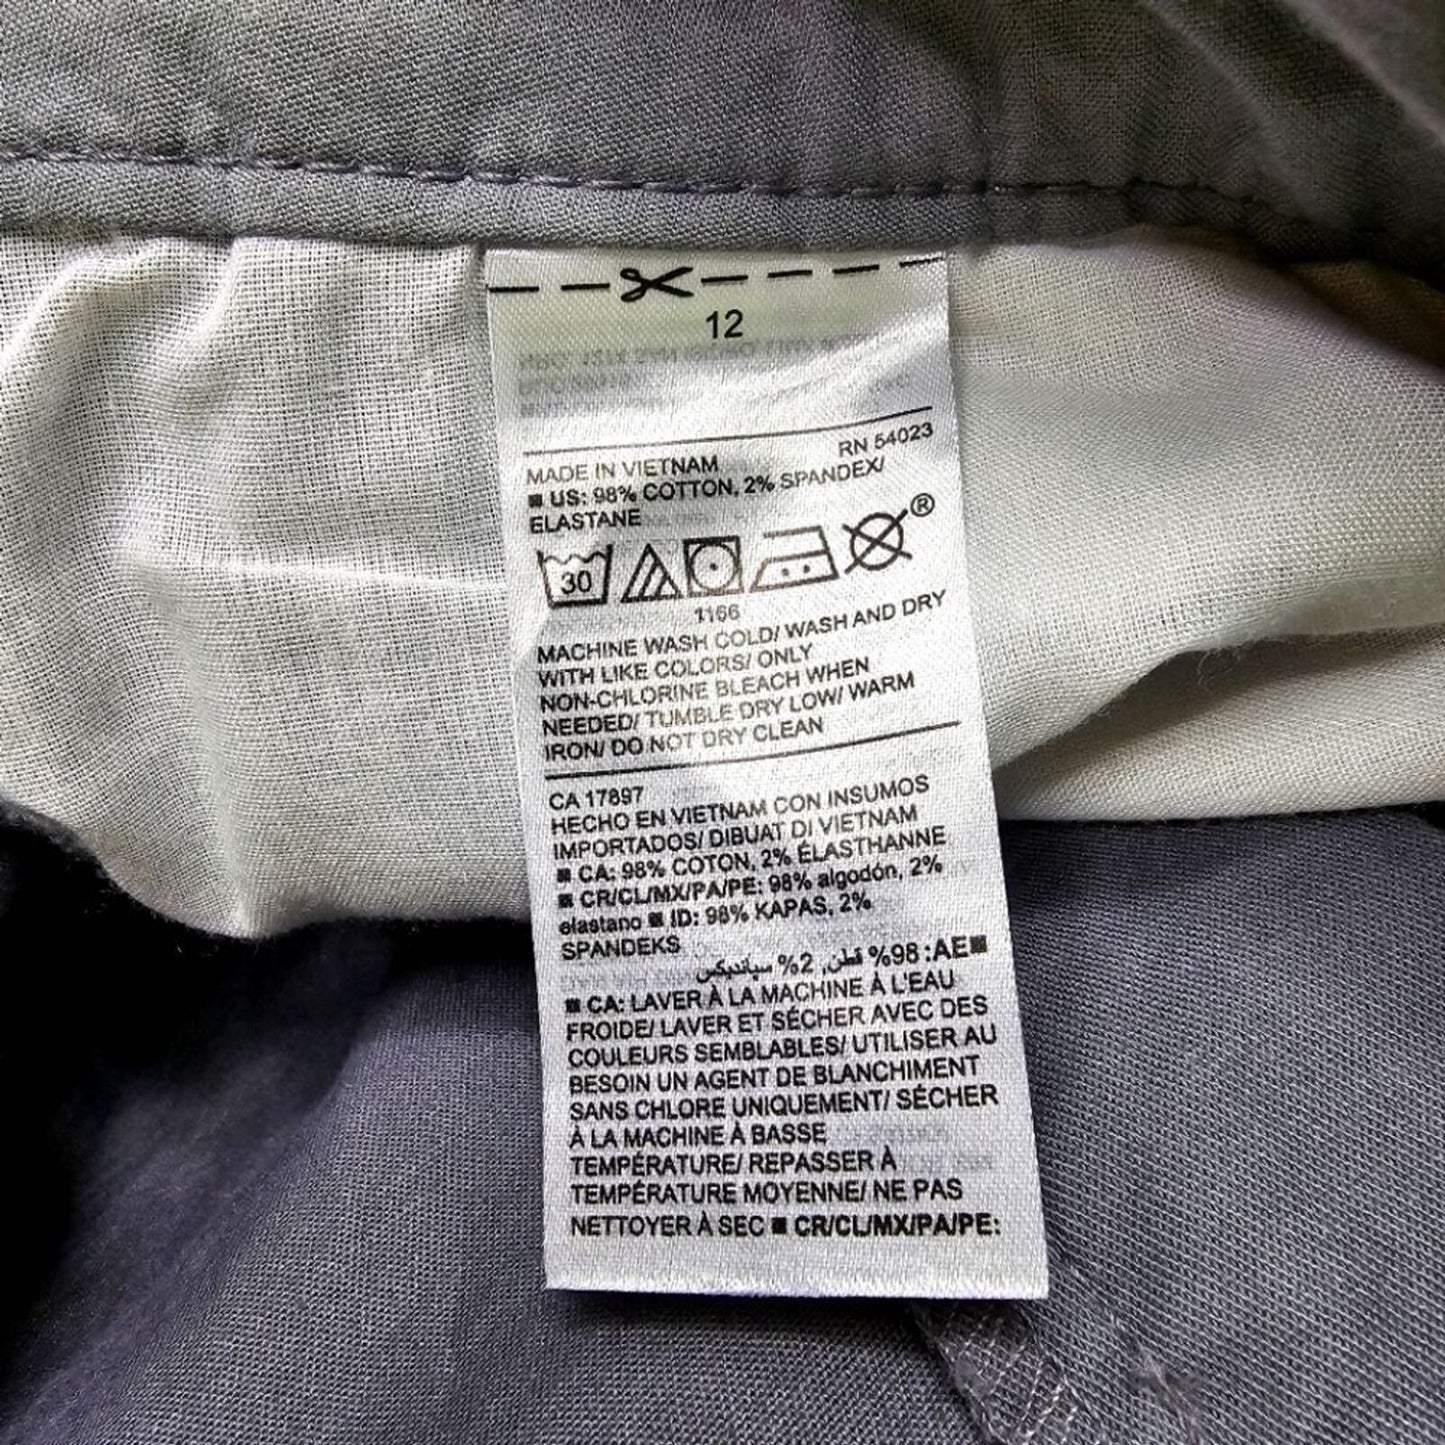 12
MADE IN VIETNAM RN 54023
■ US: 98% COTTON, 2% SPANDEX/
ELASTANE
30 ®
1166
MACHINE WASH COLD/ WASH AND DRY
WITH LIKE COLORS/ ONLY
NON-CHLORINE BLEACH WHEN
NEEDED/ TUMBLE DRY LOW/ WARM
IRON/ DO NOT DRY CLEAN
CA 17897
HECHO EN VIETNAM CON INSUMOS
IMPORTADOS/ DIBUAT DI VIETNAM
■ CA: 98% COTON, 2% ÉLASTHANNE
■ CR/CL/MX/PA/PE: 98% algodón, 2%
elastano ■ ID: 98% KAPAS, 2%
SPANDEKS
■AE: 98% قطن, 2% سباندیکس
■ CA: LAVER À LA MACHINE À L'EAU
FROIDE/ LAVER ET SÉCHER AVEC DES
COULEURS SEMBLABLES/ UTILISER AU
BESOIN UN AGENT DE BLANCHIMENT
SANS CHLORE UNIQUEMENT/ SÉCHER
À LA MACHINE À BASSE
TEMPÉRATURE/ REPASSER À
TEMPÉRATURE MOYENNE/ NE PAS
NETTOYER À SEC ■ CR/CL/MX/PA/PE: